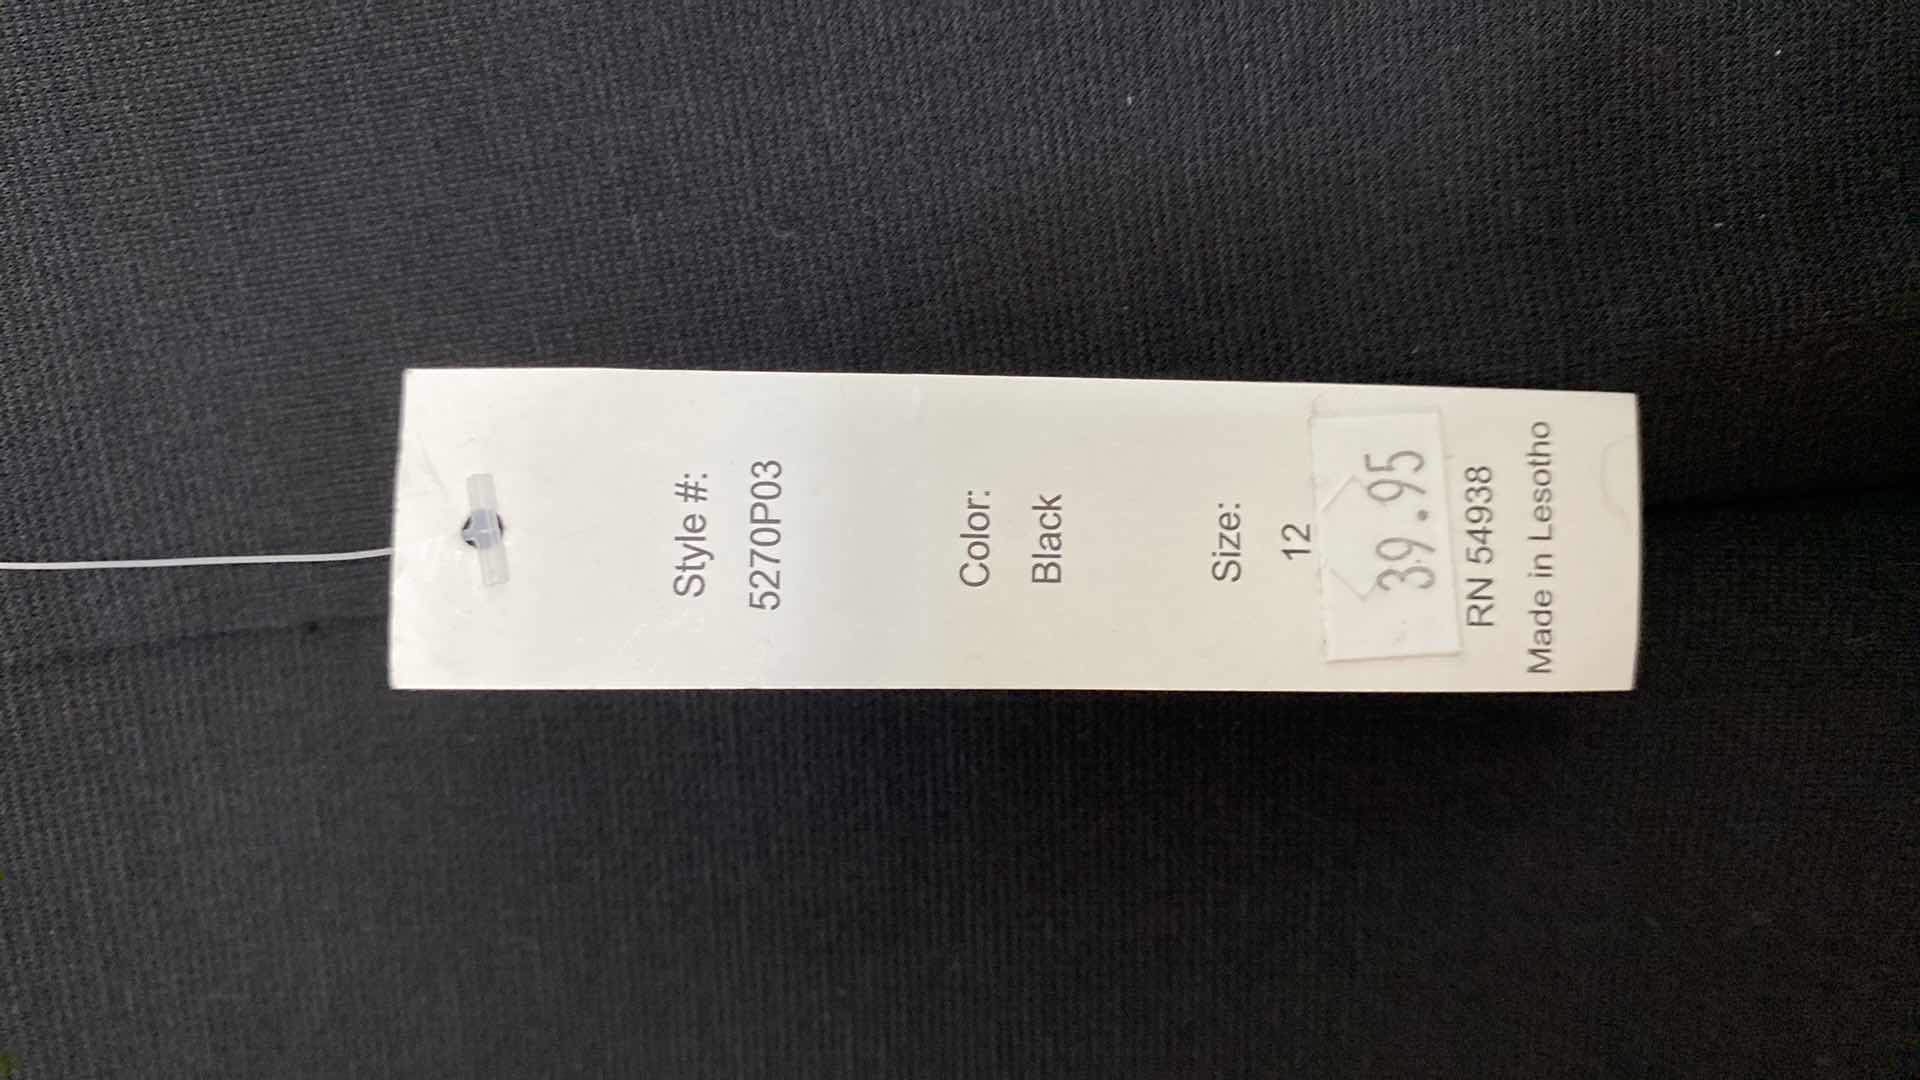 Style #:
5270P03
Color:
Black
Size:
12
39.95
RN 54938
Made in Lesotho